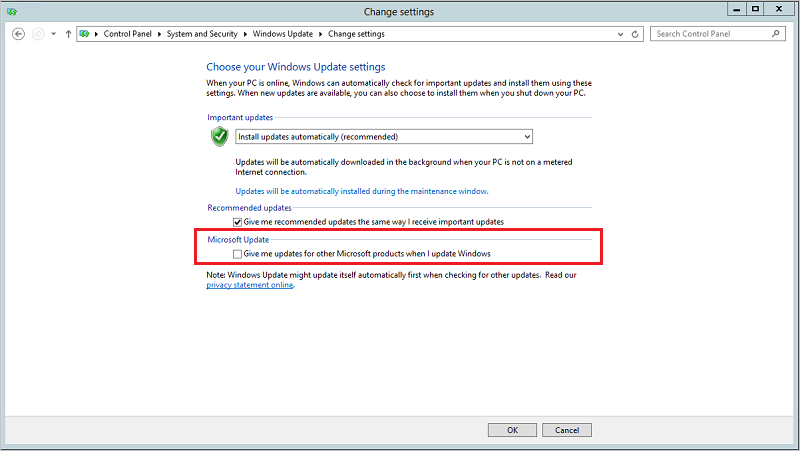 Change settings
Control Panel System and Security Windows Update Change settings
Search Control Panel
Choose your Windows Update settings
When your PC is online, Windows can automatically check for important updates and install them using these
settings. When new updates are available, you can also choose to install them when you shut down your PC.
Important updates
Install updates automatically (recommended)
Updates will be automatically downloaded in the background when your PC is not on a metered
Internet connection.
Updates will be automatically installed during the maintenance window.
Recommended updates
Give me recommended updates the same way I receive important updates
Microsoft Update
Give me updates for other Microsoft products when I update Windows
Note: Windows Update might update itself automatically first when checking for other updates. Read our
privacy statement online.
OK
Cancel